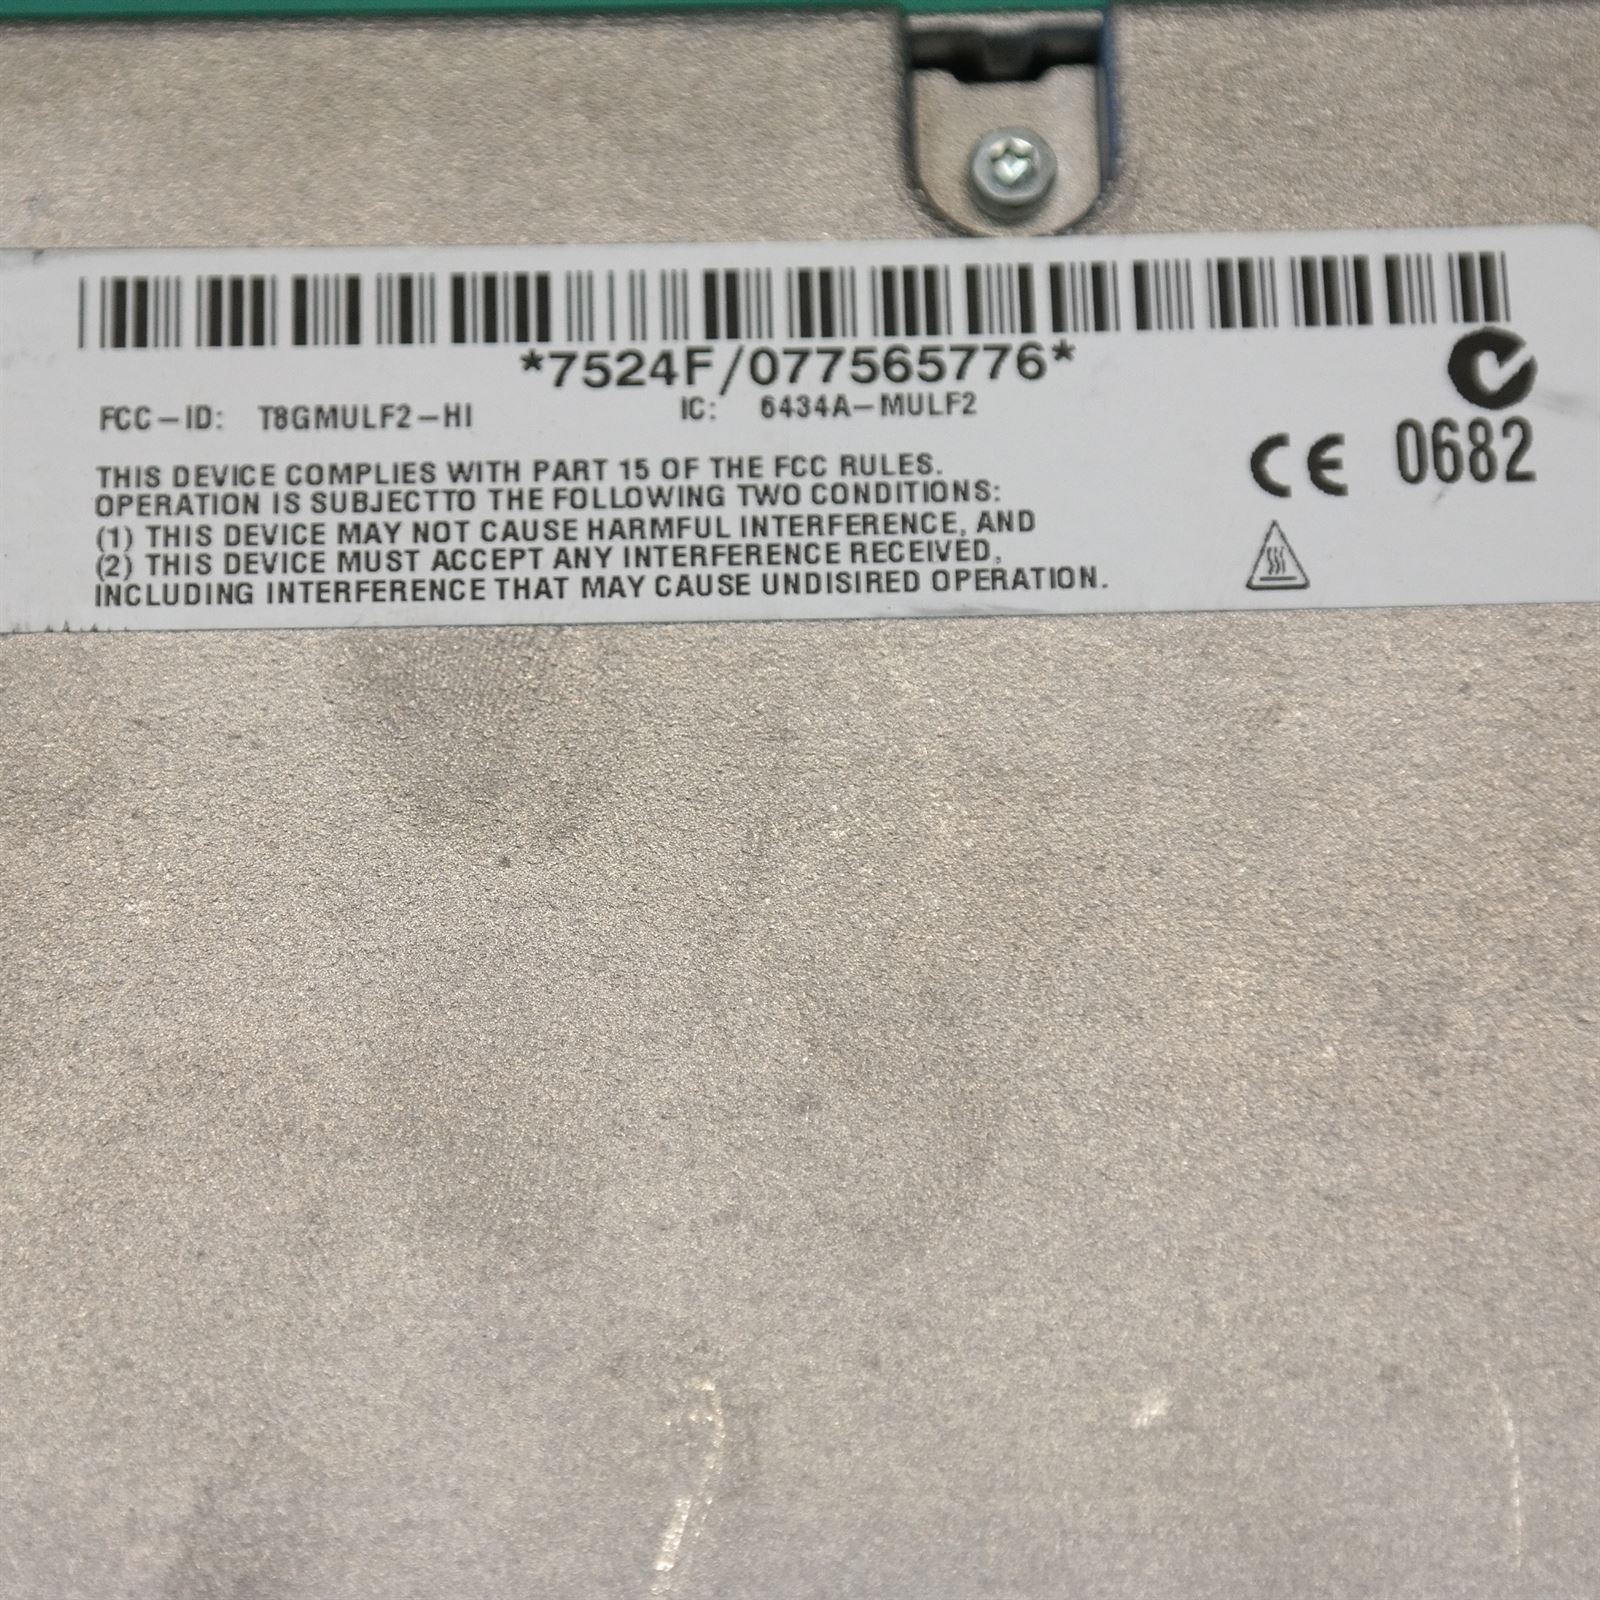 *7524F/077565776*
FCC-ID: T8GMULF2-HI IC: 6434A-MULF2
THIS DEVICE COMPLIES WITH PART 15 OF THE FCC RULES.
OPERATION IS SUBJECTTO THE FOLLOWING TWO CONDITIONS:
(1) THIS DEVICE MAY NOT CAUSE HARMFUL INTERFERENCE, AND
(2) THIS DEVICE MUST ACCEPT ANY INTERFERENCE RECEIVED,
INCLUDING INTERFERENCE THAT MAY CAUSE UNDISIRED OPERATION.
CE 0682